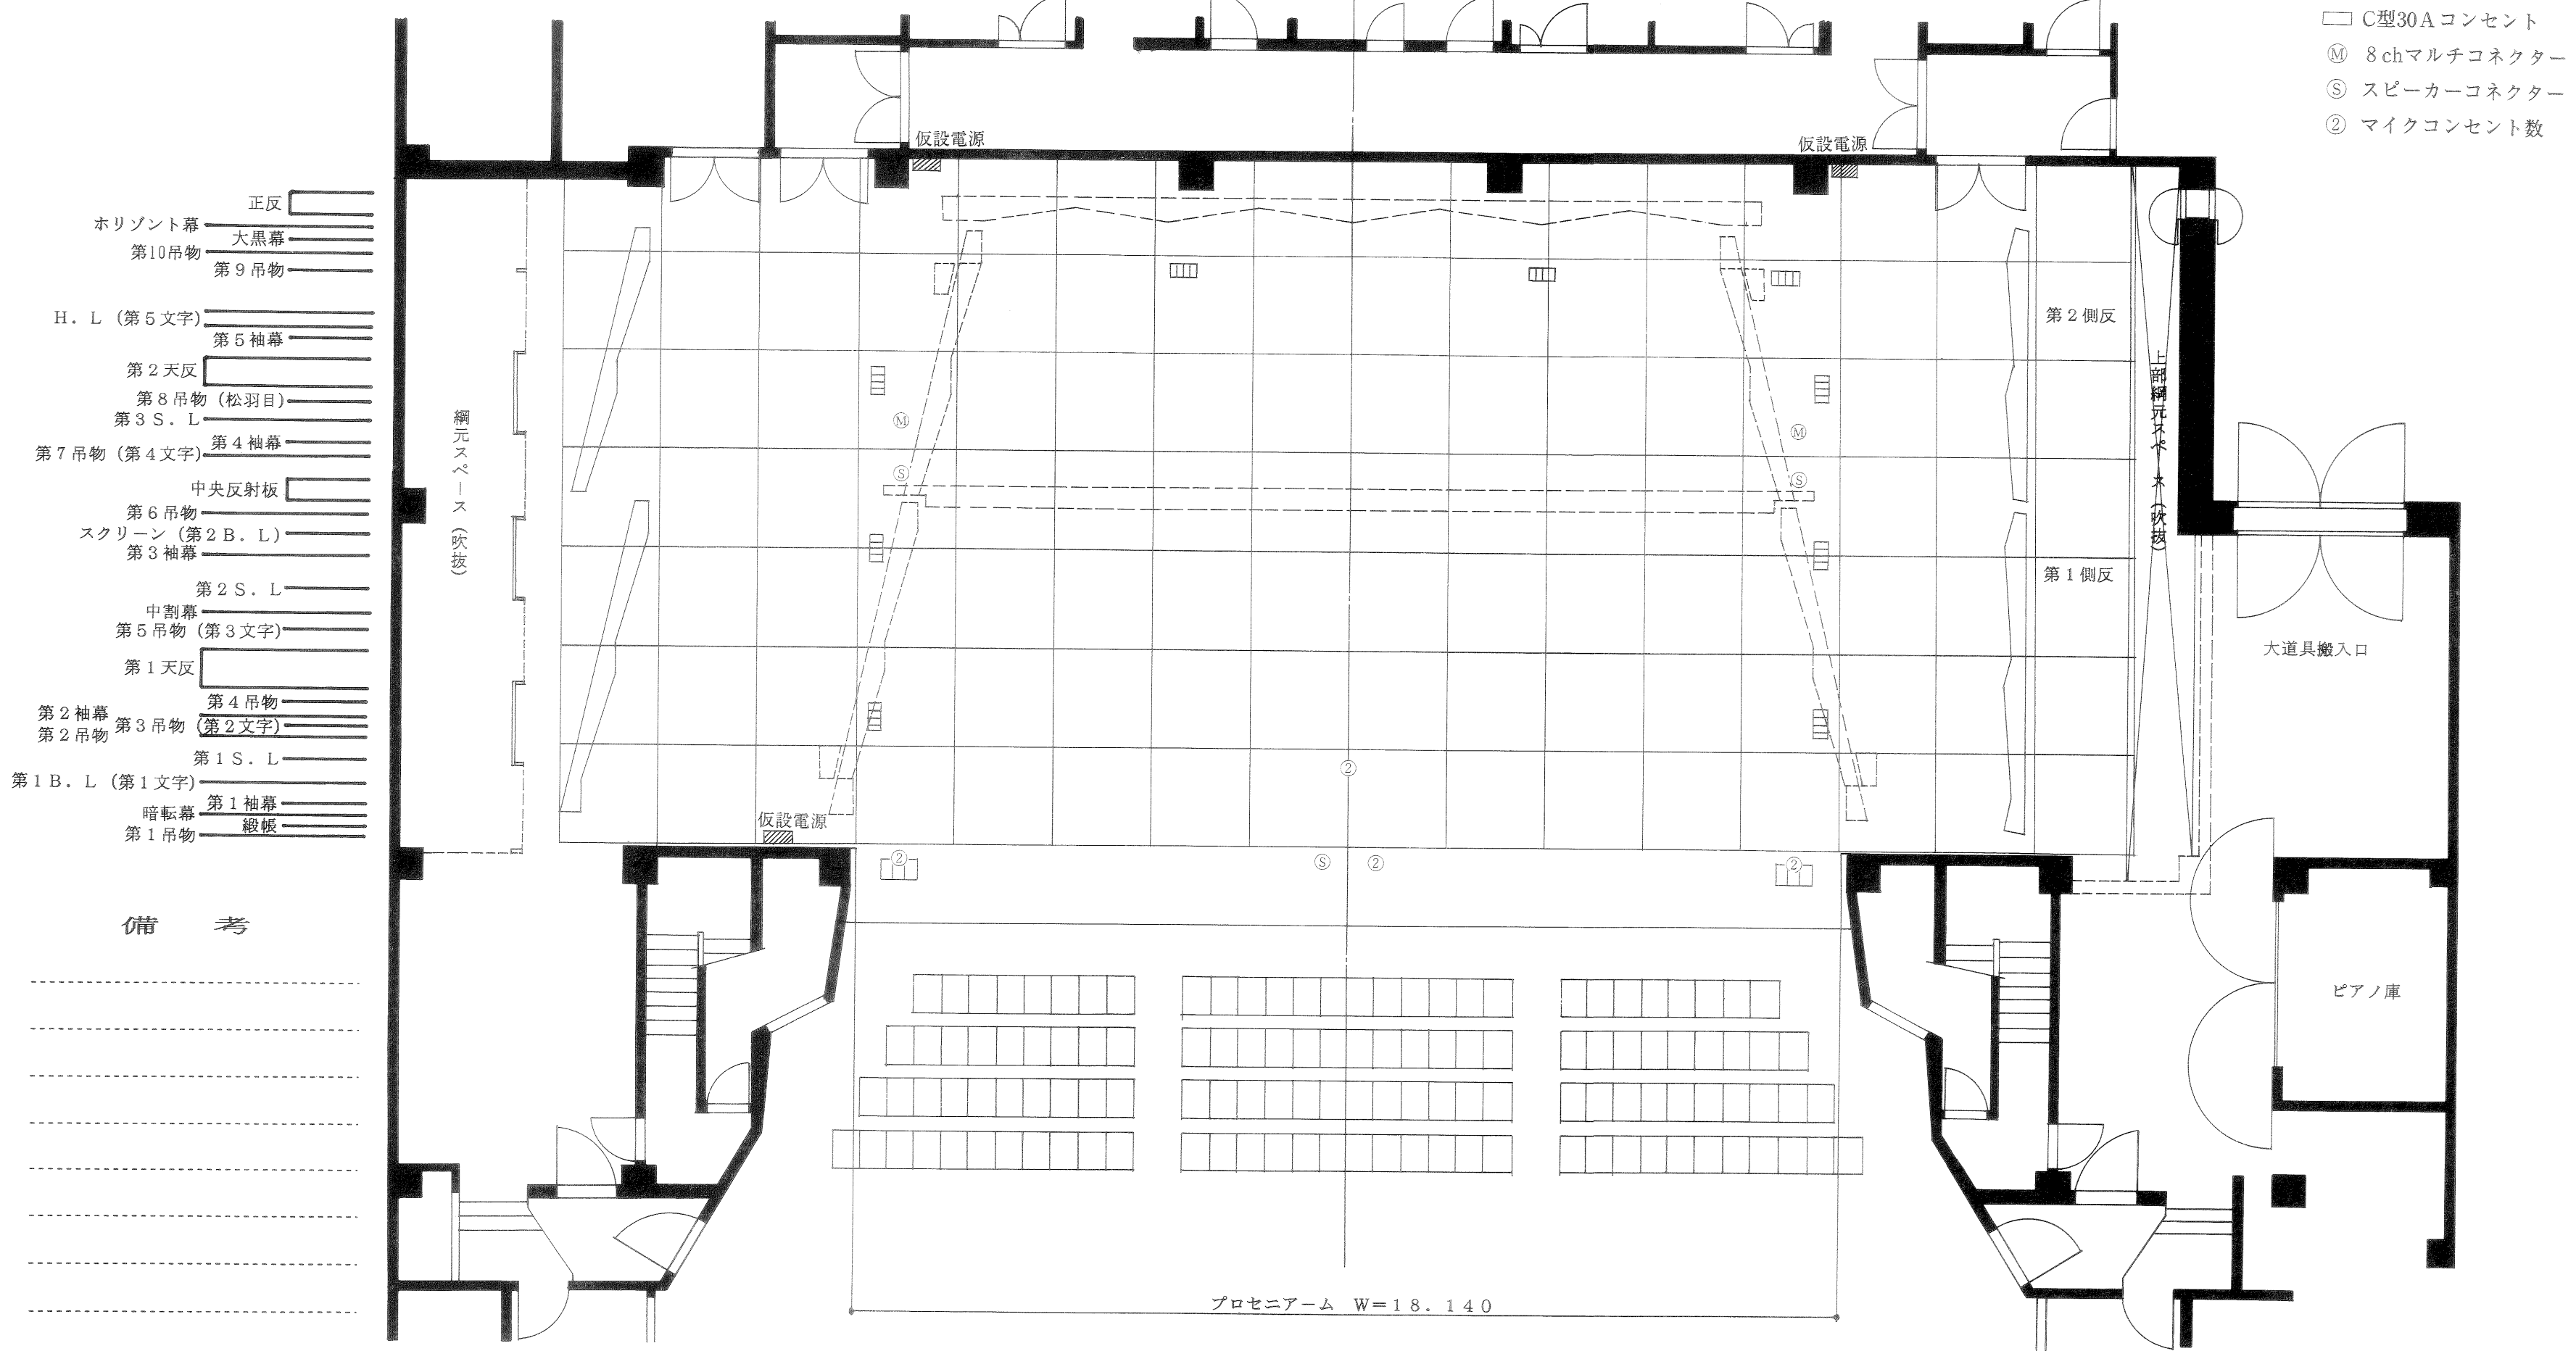 C型30Aコンセント
Ⓜ 8chマルチコネクター
Ⓢ スピーカーコネクター
② マイクコンセント数
仮設電源
仮設電源
正反
ホリゾント幕
大黒幕
第10吊物
第9吊物
H.L (第5文字)
第5袖幕
第2天反
第8吊物 (松羽目)
第3S.L
第4袖幕
第7吊物 (第4文字)
中央反射板
第6吊物
スクリーン (第2B.L)
第3袖幕
第2S.L
中割幕
第5吊物 (第3文字)
第1天反
第4吊物
第2袖幕
第3吊物 (第2文字)
第2吊物
第1S.L
第1B.L (第1文字)
第1袖幕
暗転幕
緞帳
第1吊物
綱元スペース (吹抜)
第2側反
上部綱元スペース (吹抜)
Ⓜ
Ⓜ
Ⓢ
Ⓢ
第1側反
大道具搬入口
②
仮設電源
②
Ⓢ
②
②
備 考
ピアノ庫
プロセニアーム W=18.140